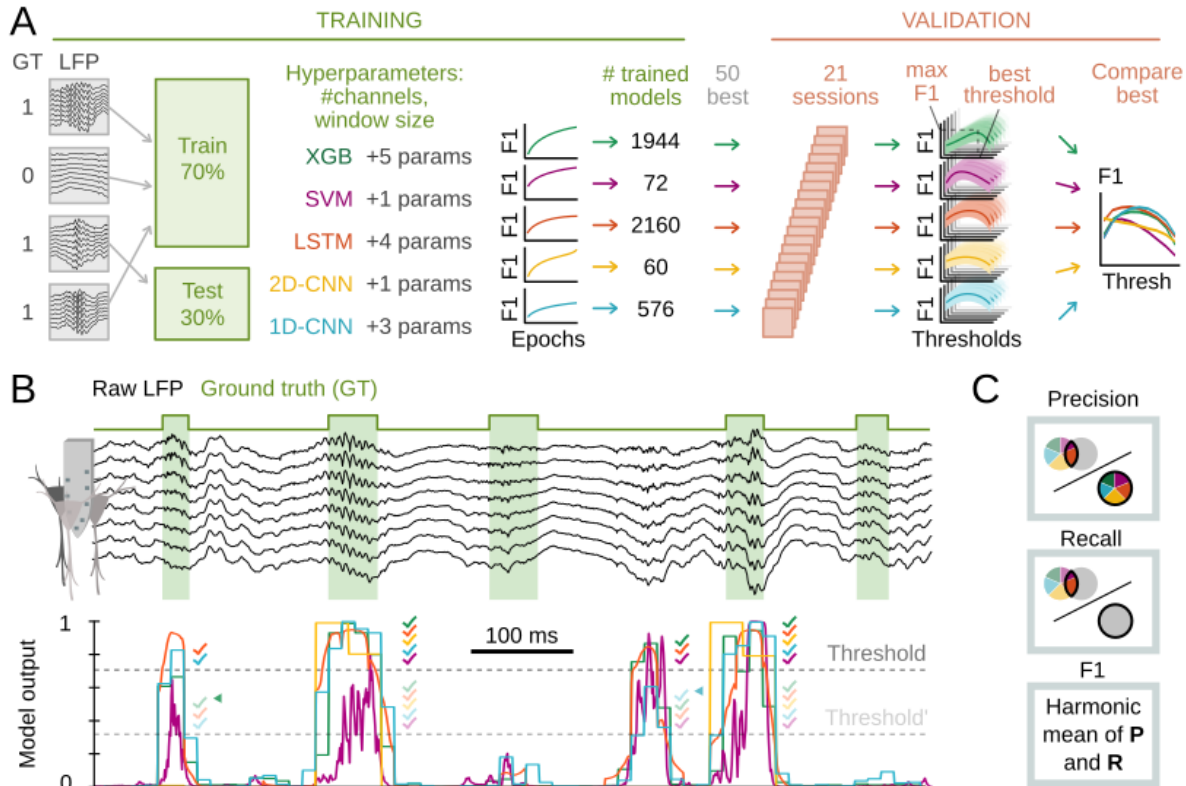 A
TRAINING
VALIDATION
GT
LFP
1
0
1
1
Train
70%
Test
30%
Hyperparameters:
#channels,
window size
XGB +5 params
SVM +1 params
LSTM +4 params
2D-CNN +1 params
1D-CNN +3 params
F1
F1
F1
F1
F1
Epochs
# trained
models
1944
72
2160
60
576
50
best
21
sessions
max
F1
best
threshold
F1
F1
F1
F1
F1
Thresholds
Compare
best
F1
Thresh
B
Raw LFP
Ground truth (GT)
Model output
1
0
100 ms
Threshold
Threshold'
C
Precision
Recall
F1
Harmonic
mean of P
and R